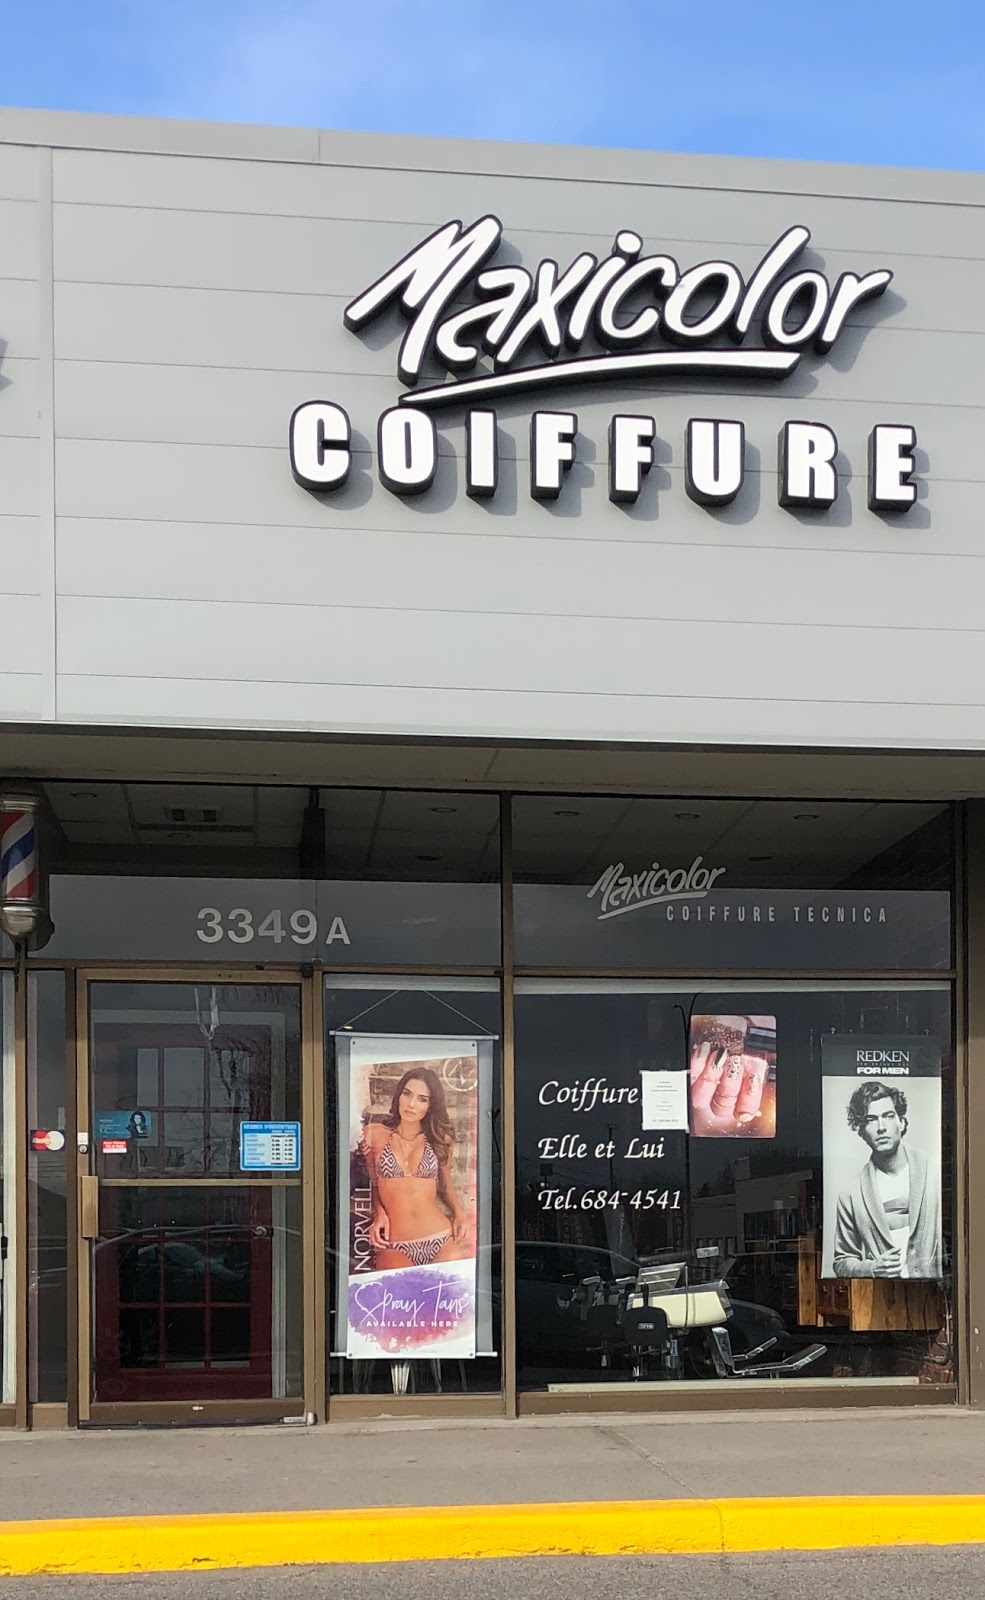 Maxicolor
COIFFURE
Maxicolor
COIFFURE TECNICA
3349 A
REDKEN
FOR MEN
Coiffure
Elle et Lui
Tel.684-4541
NORVELL
Spray Tans
AVAILABLE HERE